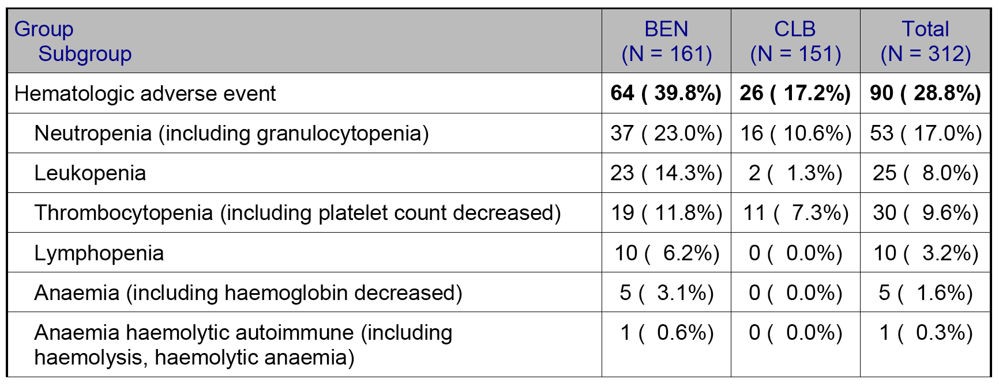 Group BEN CLB Total
Subgroup (N = 161) (N = 151) (N = 312)
Hematologic adverse event 64 ( 39.8%) 26 ( 17.2%) 90 ( 28.8%)
Neutropenia (including granulocytopenia) 37 ( 23.0%) 16 ( 10.6%) 53 ( 17.0%)
Leukopenia 23 ( 14.3%) 2 ( 1.3%) 25 ( 8.0%)
Thrombocytopenia (including platelet count decreased) 19 ( 11.8%) 11 ( 7.3%) 30 ( 9.6%)
Lymphopenia 10 ( 6.2%) 0 ( 0.0%) 10 ( 3.2%)
Anaemia (including haemoglobin decreased) 5 ( 3.1%) 0 ( 0.0%) 5 ( 1.6%)
Anaemia haemolytic autoimmune (including 1 ( 0.6%) 0 ( 0.0%) 1 ( 0.3%)
haemolysis, haemolytic anaemia)